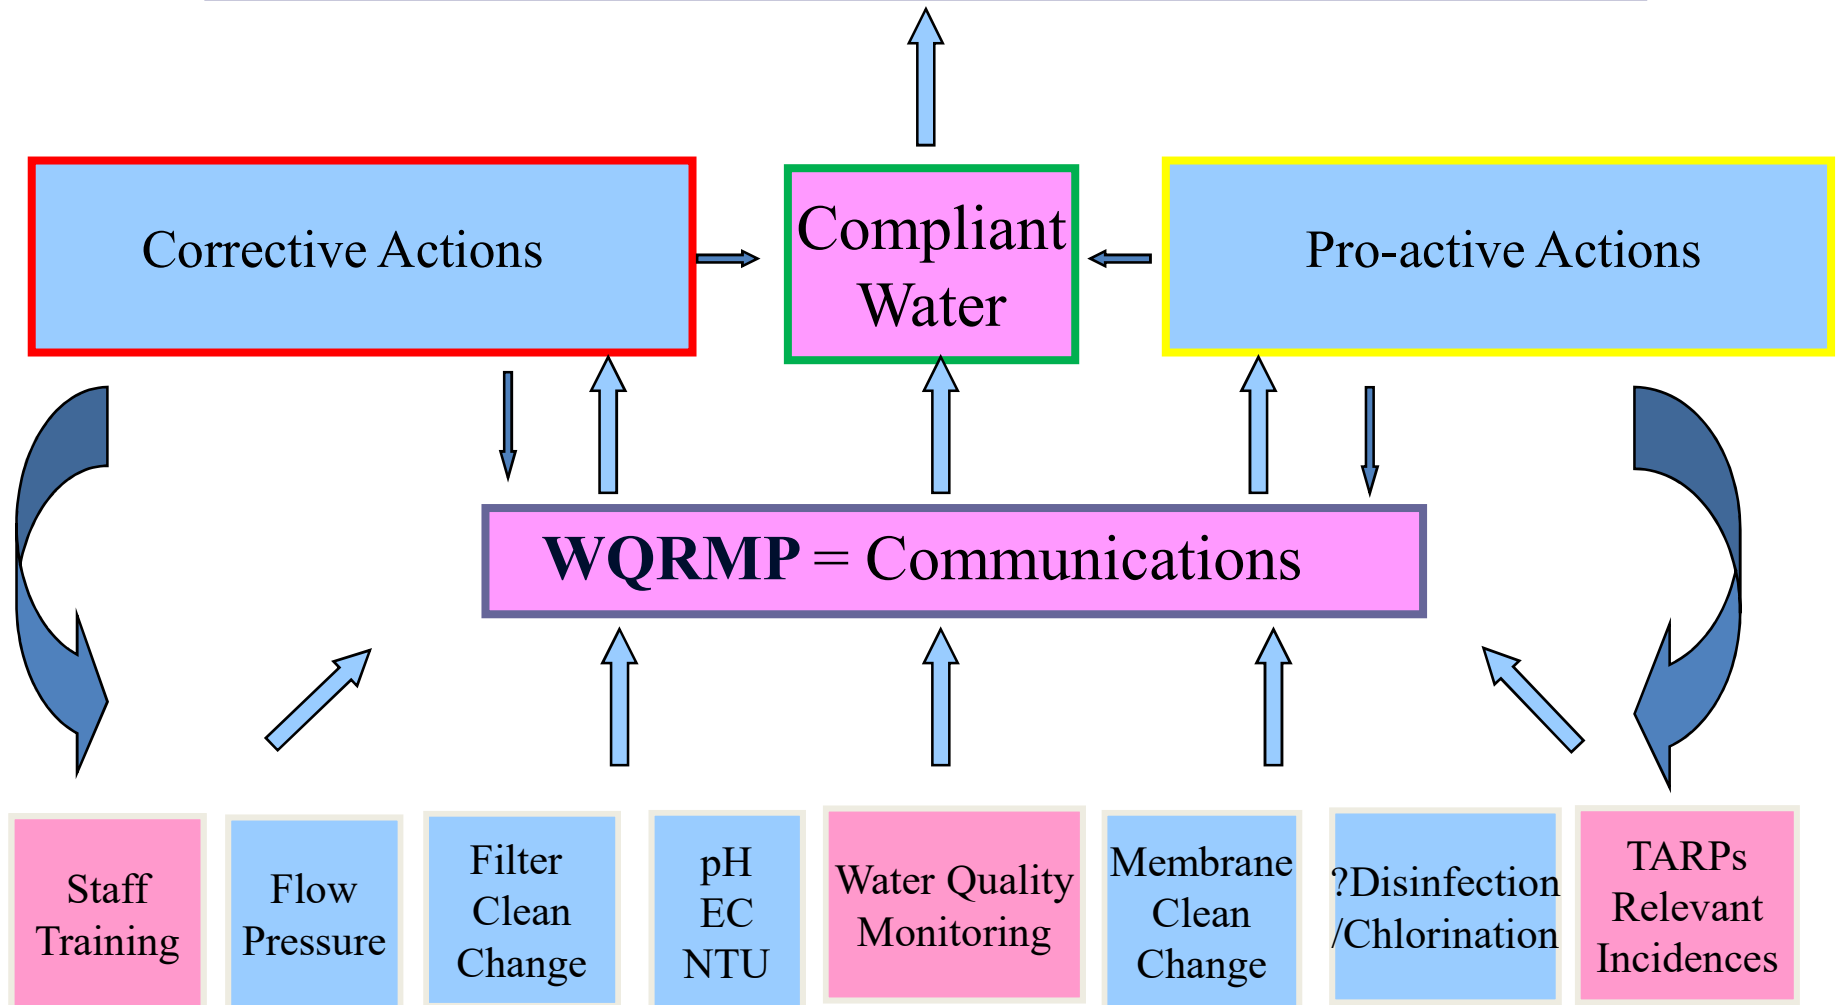 Corrective Actions
Compliant
Water
Pro-active Actions
WQRMP = Communications
Staff
Training
Flow
Pressure
Filter
Clean
Change
pH
EC
NTU
Water Quality
Monitoring
Membrane
Clean
Change
?Disinfection
/Chlorination
TARPs
Relevant
Incidences